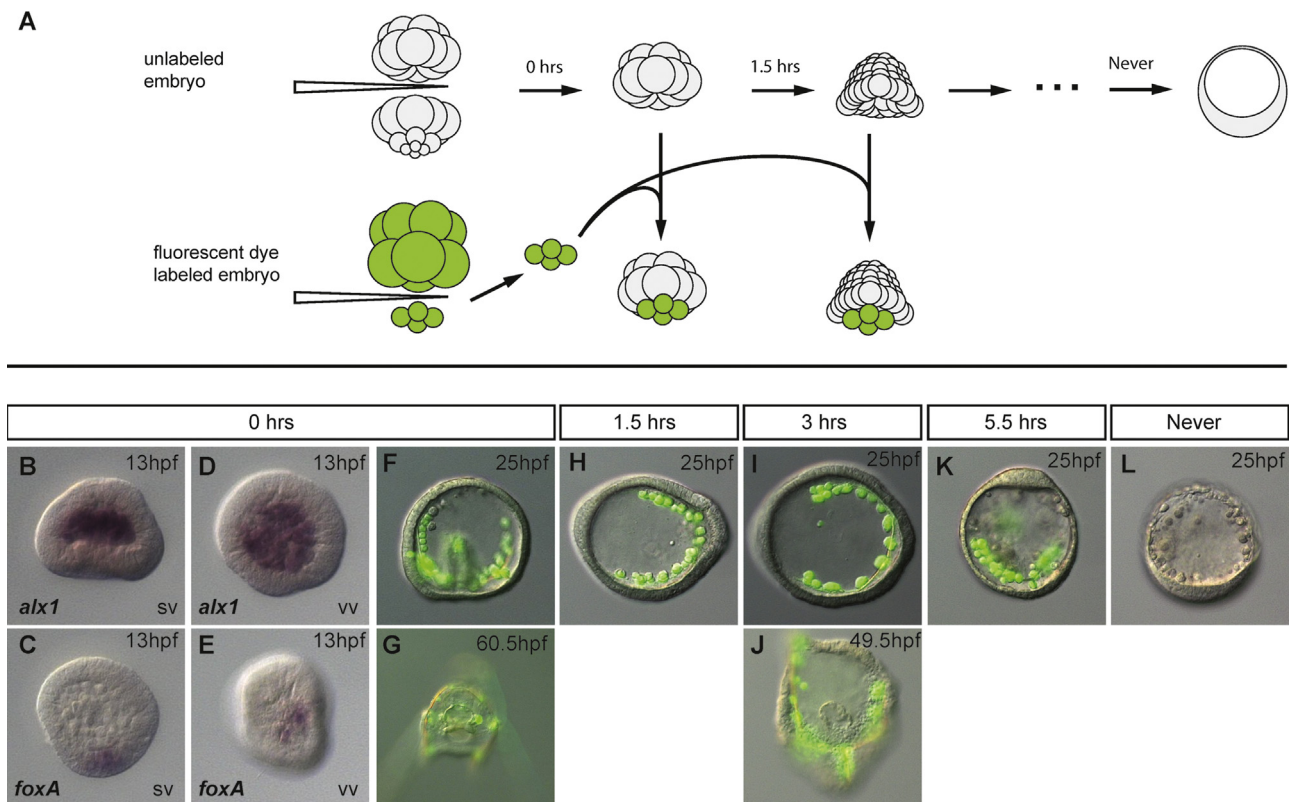 A
unlabeled
embryo
0 hrs
1.5 hrs
Never
fluorescent dye
labeled embryo
0 hrs
1.5 hrs
3 hrs
5.5 hrs
Never
B
13hpf
alx1
sv
D
13hpf
alx1
vv
F
25hpf
H
25hpf
I
25hpf
K
25hpf
L
25hpf
C
13hpf
foxA
sv
E
13hpf
foxA
vv
G
60.5hpf
J
49.5hpf